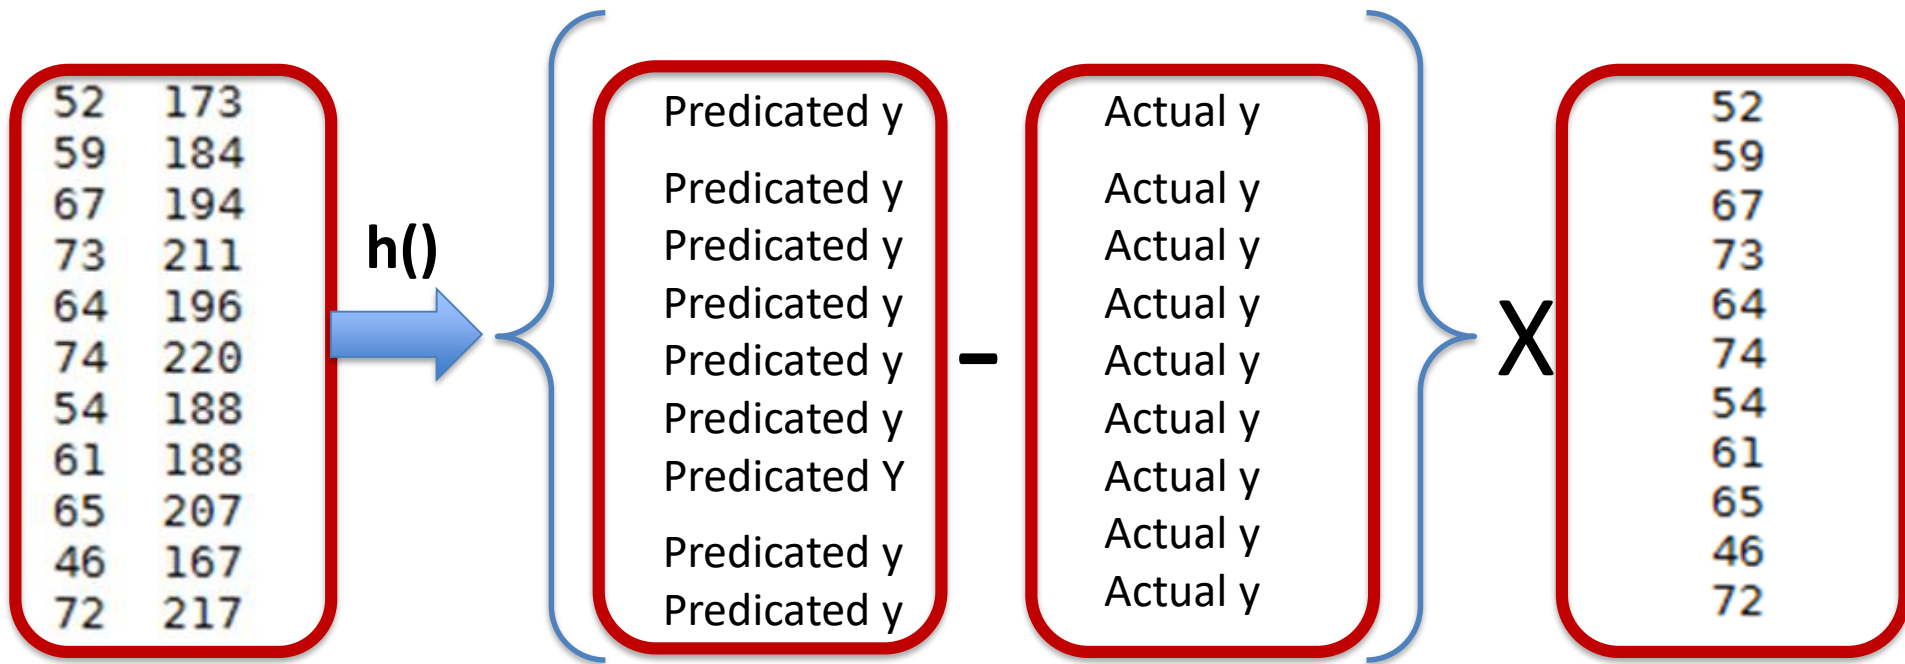 52 173
59 184
67 194
73 211
64 196
74 220
54 188
61 188
65 207
46 167
72 217
h()
Predicated y
Predicated y
Predicated y
Predicated y
Predicated y
Predicated y
Predicated Y
Predicated y
Predicated y
–
Actual y
Actual y
Actual y
Actual y
Actual y
Actual y
Actual y
Actual y
Actual y
X
52
59
67
73
64
74
54
61
65
46
72